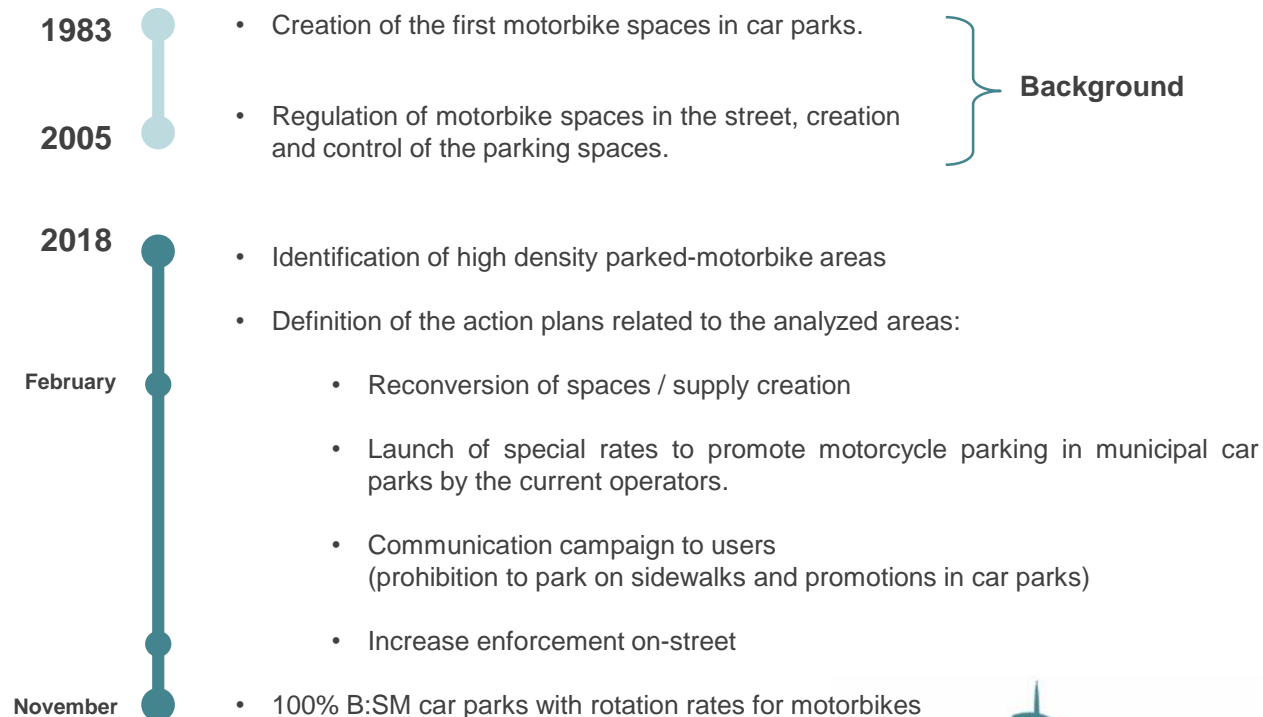 1983
• Creation of the first motorbike spaces in car parks.
Background
2005
• Regulation of motorbike spaces in the street, creation
and control of the parking spaces.
2018
• Identification of high density parked-motorbike areas
• Definition of the action plans related to the analyzed areas:
February
• Reconversion of spaces / supply creation
• Launch of special rates to promote motorcycle parking in municipal car
parks by the current operators.
• Communication campaign to users
(prohibition to park on sidewalks and promotions in car parks)
• Increase enforcement on-street
November
• 100% B:SM car parks with rotation rates for motorbikes